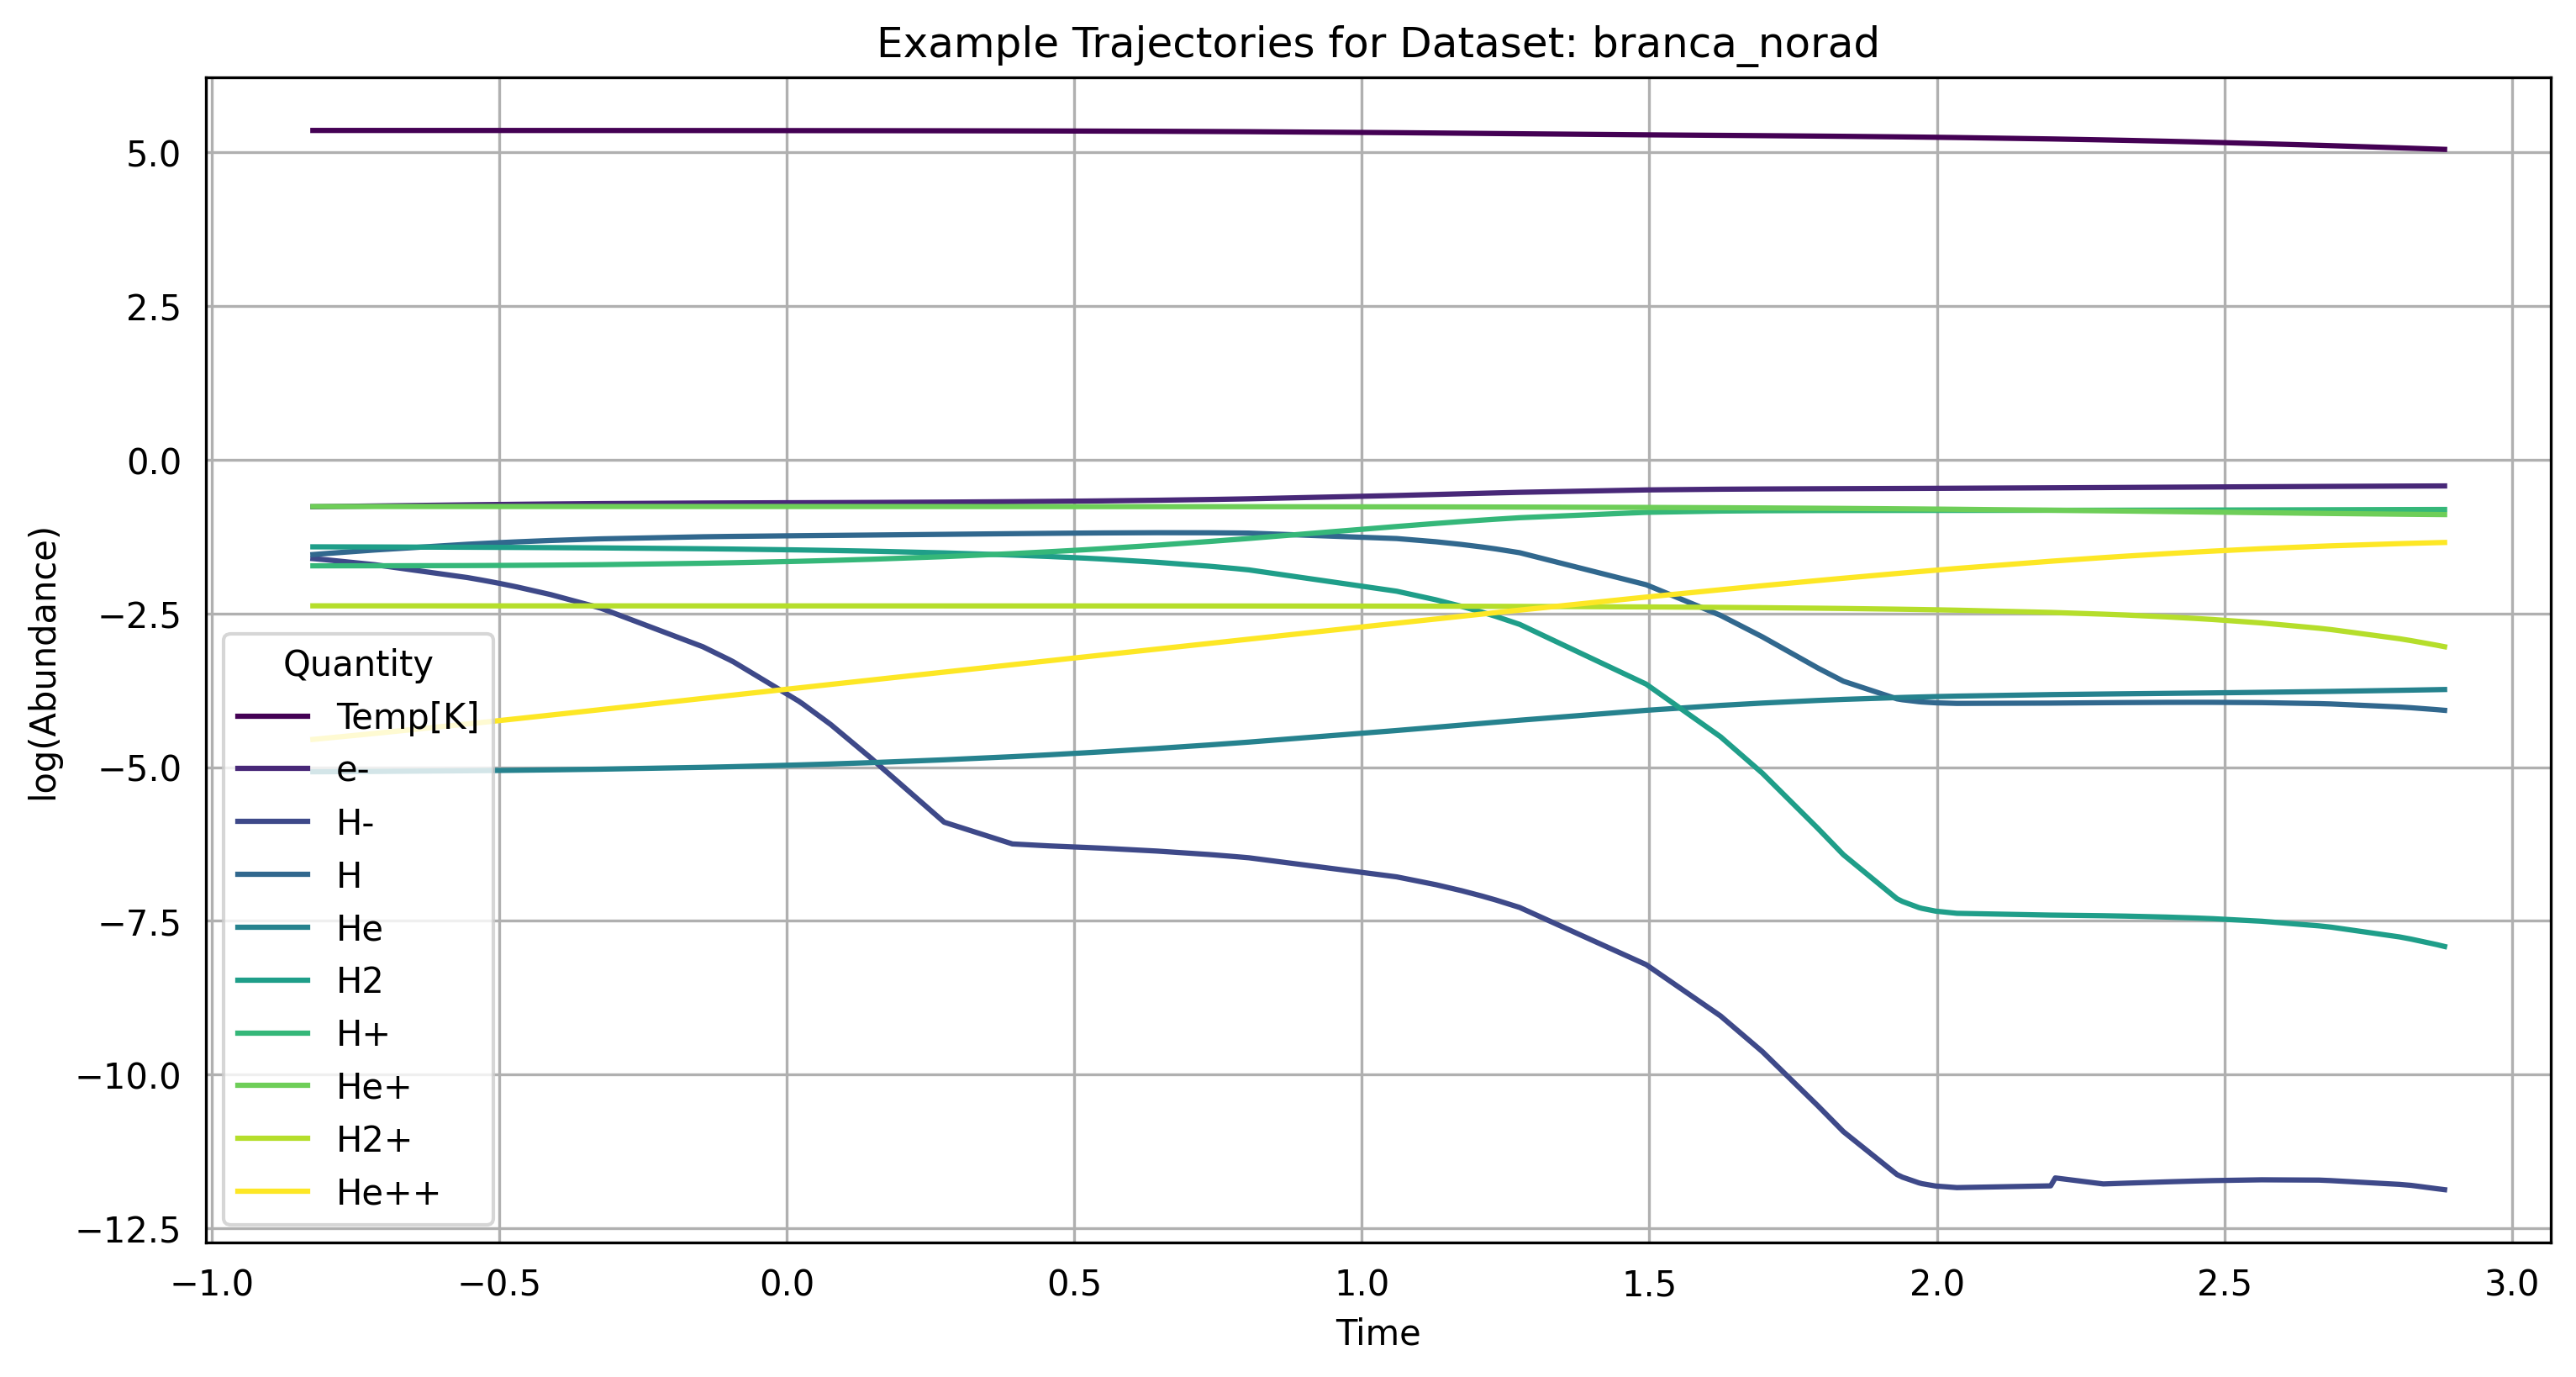 Example Trajectories for Dataset: branca_norad
5.0
2.5
0.0
−2.5
−5.0
−7.5
−10.0
−12.5
log(Abundance)
Quantity
Temp[K]
e-
H-
H
He
H2
H+
He+
H2+
He++
−1.0 −0.5 0.0 0.5 1.0 1.5 2.0 2.5 3.0
Time